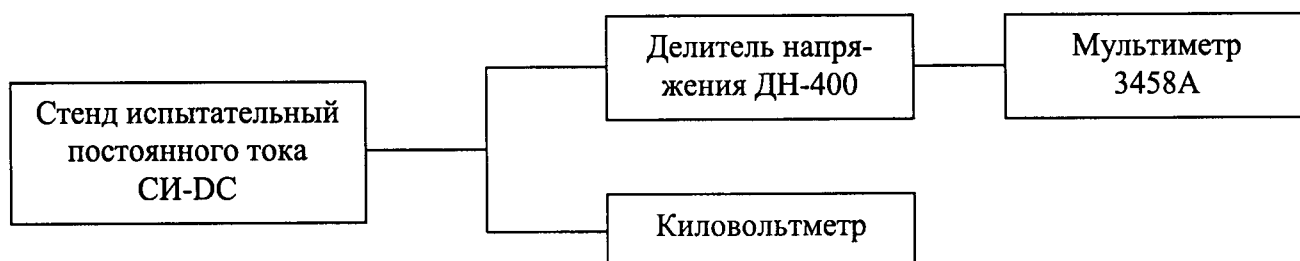 Делитель напря-
жения ДН-400
Мультиметр
3458А
Стенд испытательный
постоянного тока
СИ-DC
Киловольтметр